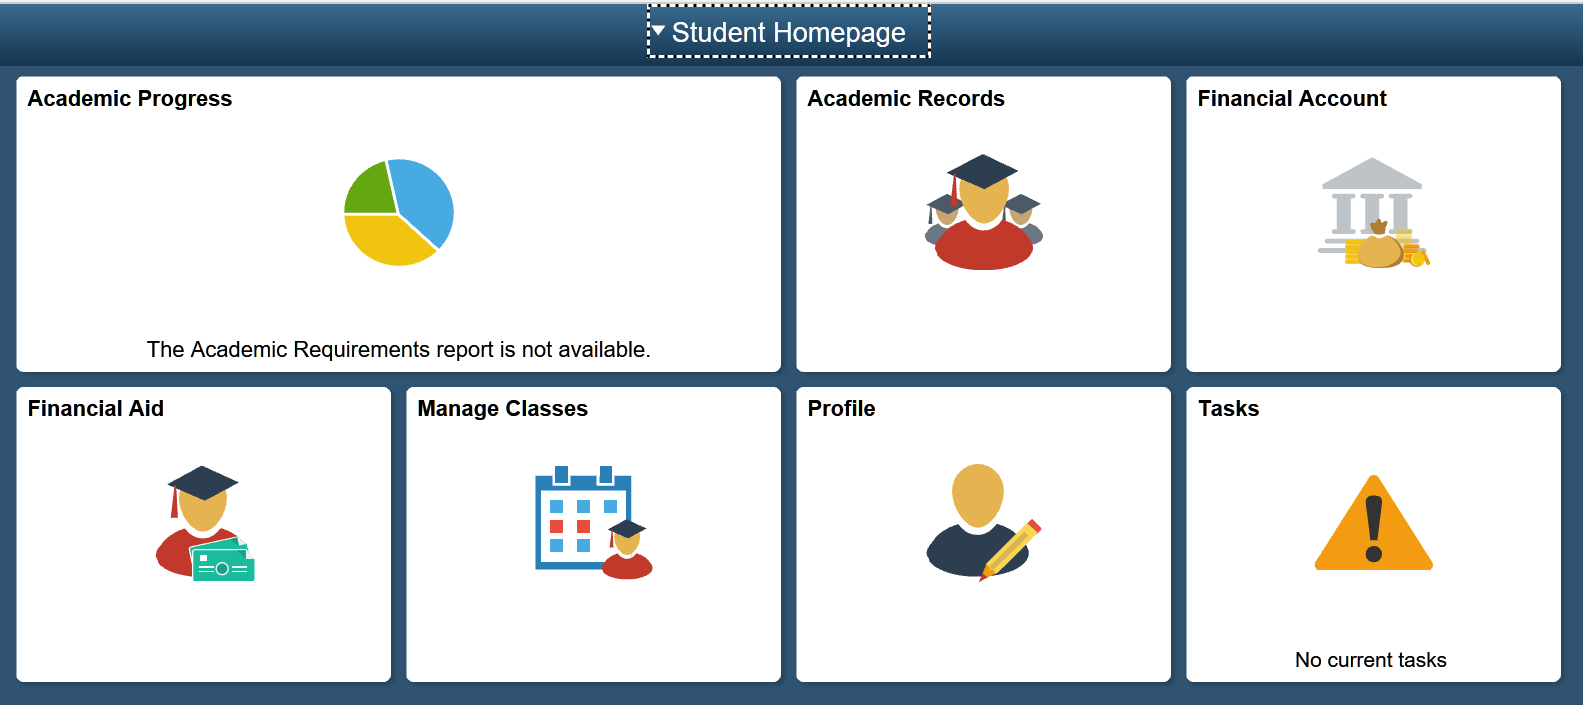 Student Homepage
Academic Progress
The Academic Requirements report is not available.
Academic Records
Financial Account
Financial Aid
Manage Classes
Profile
Tasks
No current tasks